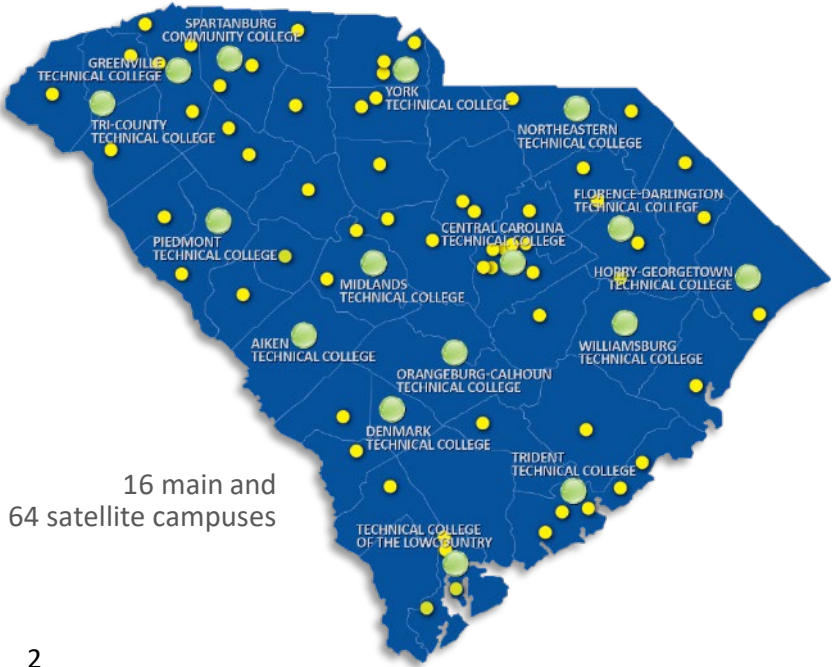 SPARTANBURG
COMMUNITY COLLEGE
GREENVILLE
TECHNICAL COLLEGE
YORK
TECHNICAL COLLEGE
TRI-COUNTY
TECHNICAL COLLEGE
NORTHEASTERN
TECHNICAL COLLEGE
FLORENCE-DARLINGTON
TECHNICAL COLLEGE
PIEDMONT
TECHNICAL COLLEGE
CENTRAL CAROLINA
TECHNICAL COLLEGE
MIDLANDS
TECHNICAL COLLEGE
HORRY-GEORGETOWN
TECHNICAL COLLEGE
AIKEN
TECHNICAL COLLEGE
WILLIAMSBURG
TECHNICAL COLLEGE
ORANGEBURG-CALHOUN
TECHNICAL COLLEGE
DENMARK
TECHNICAL COLLEGE
TRIDENT
TECHNICAL COLLEGE
16 main and
64 satellite campuses
TECHNICAL COLLEGE
OF THE LOWCOUNTRY
2